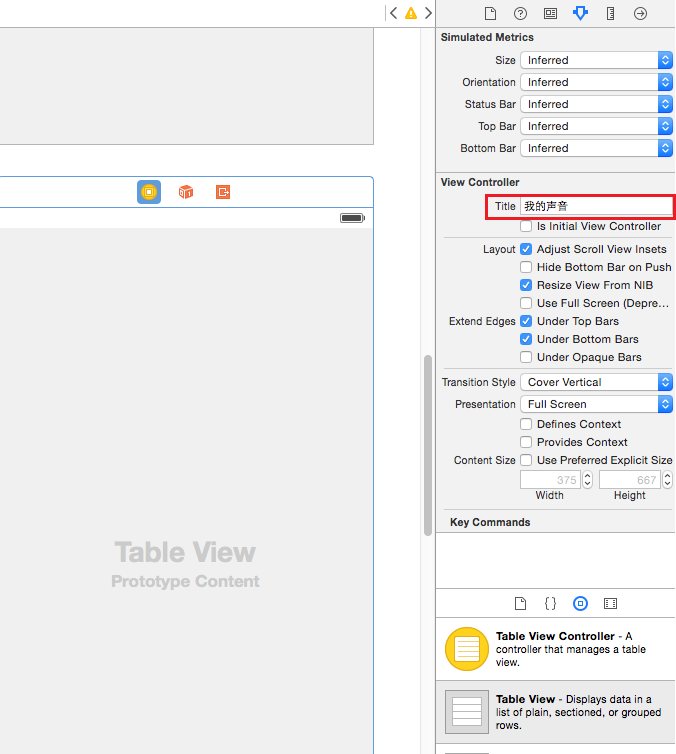 Simulated Metrics
Size Inferred
Orientation Inferred
Status Bar Inferred
Top Bar Inferred
Bottom Bar Inferred
View Controller
Title 我的声音
Is Initial View Controller
Layout Adjust Scroll View Insets
Hide Bottom Bar on Push
Resize View From NIB
Use Full Screen (Depre...
Extend Edges Under Top Bars
Under Bottom Bars
Under Opaque Bars
Transition Style Cover Vertical
Presentation Full Screen
Defines Context
Provides Context
Content Size Use Preferred Explicit Size
375 667
Width Height
Key Commands
Table View
Prototype Content
Table View Controller - A
controller that manages a table
view.
Table View - Displays data in a
list of plain, sectioned, or grouped
rows.